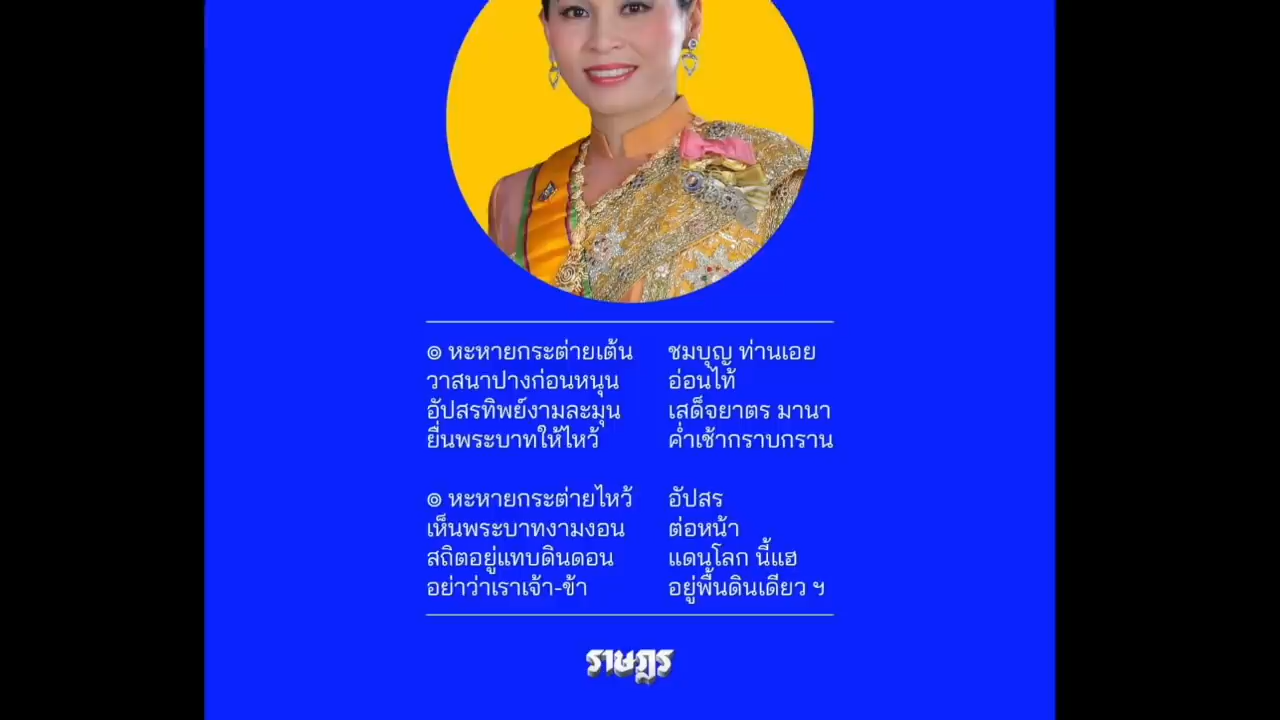 ๏ หะหายกระต่ายเต้น ชมบุญ ท่านเอย
วาสนาปางก่อนหนุน อ่อนไท้
อัปสรทิพย์งามละมุน เสด็จยาตร มานา
ยื่นพระบาทให้ไหว้ ค่ำเช้ากราบกราน
๏ หะหายกระต่ายไหว้ อัปสร
เห็นพระบาทงามงอน ต่อหน้า
สถิตอยู่แทบดินดอน แดนโลก นี้แฮ
อย่าว่าเราเจ้า-ข้า อยู่พื้นดินเดียว ฯ
ราษฎร